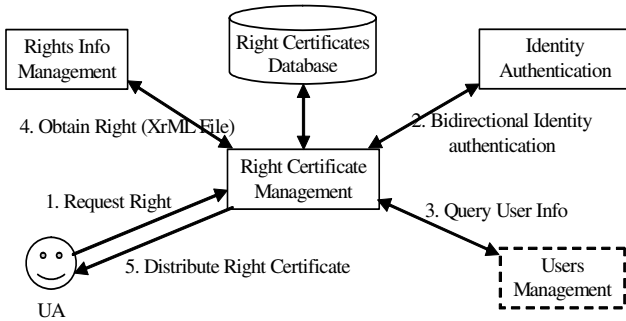 Rights Info
Management
Right Certificates
Database
Identity
Authentication
4. Obtain Right (XrML File)
2. Bidirectional Identity
authentication
Right Certificate
Management
1. Request Right
3. Query User Info
5. Distribute Right Certificate
Users
Management
UA